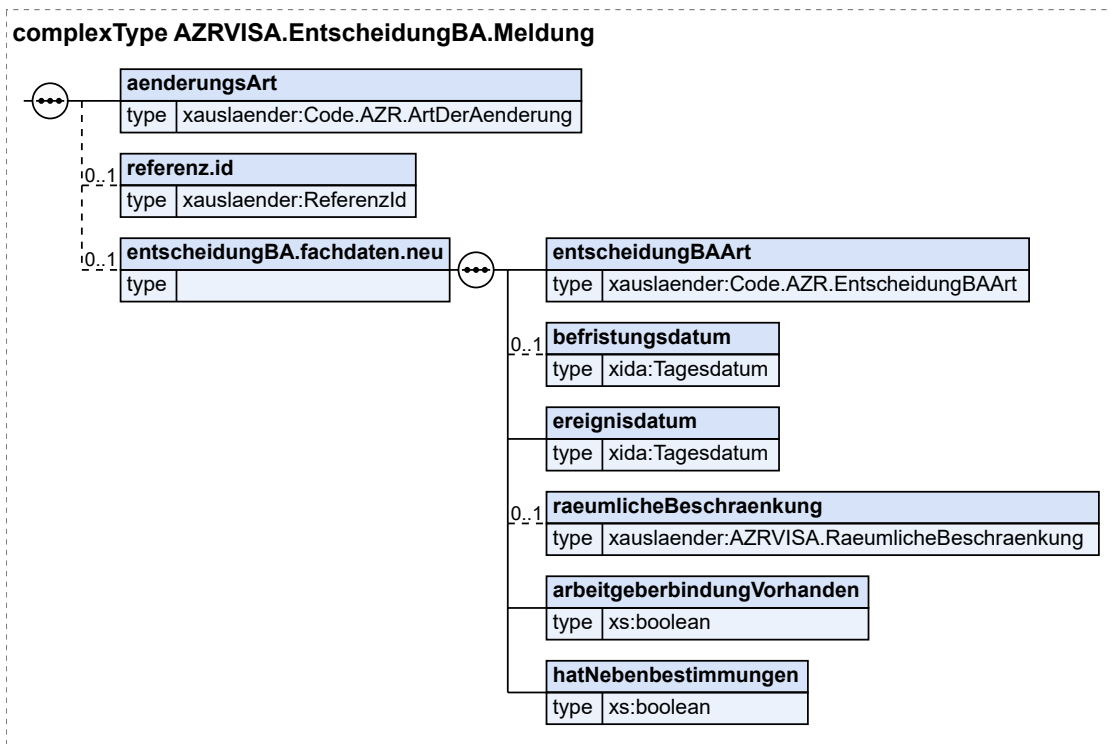 complexType AZRVISA.EntscheidungBA.Meldung
aenderungsArt
type xauslaender:Code.AZR.ArtDerAenderung
0..1
referenz.id
type xauslaender:ReferenzId
0..1
entscheidungBA.fachdaten.neu
type
entscheidungBAArt
type xauslaender:Code.AZR.EntscheidungBAArt
0..1
befristungsdatum
type xida:Tagesdatum
ereignisdatum
type xida:Tagesdatum
0..1
raeumlicheBeschraenkung
type xauslaender:AZRVISA.RaeumlicheBeschraenkung
arbeitgeberbindungVorhanden
type xs:boolean
hatNebenbestimmungen
type xs:boolean